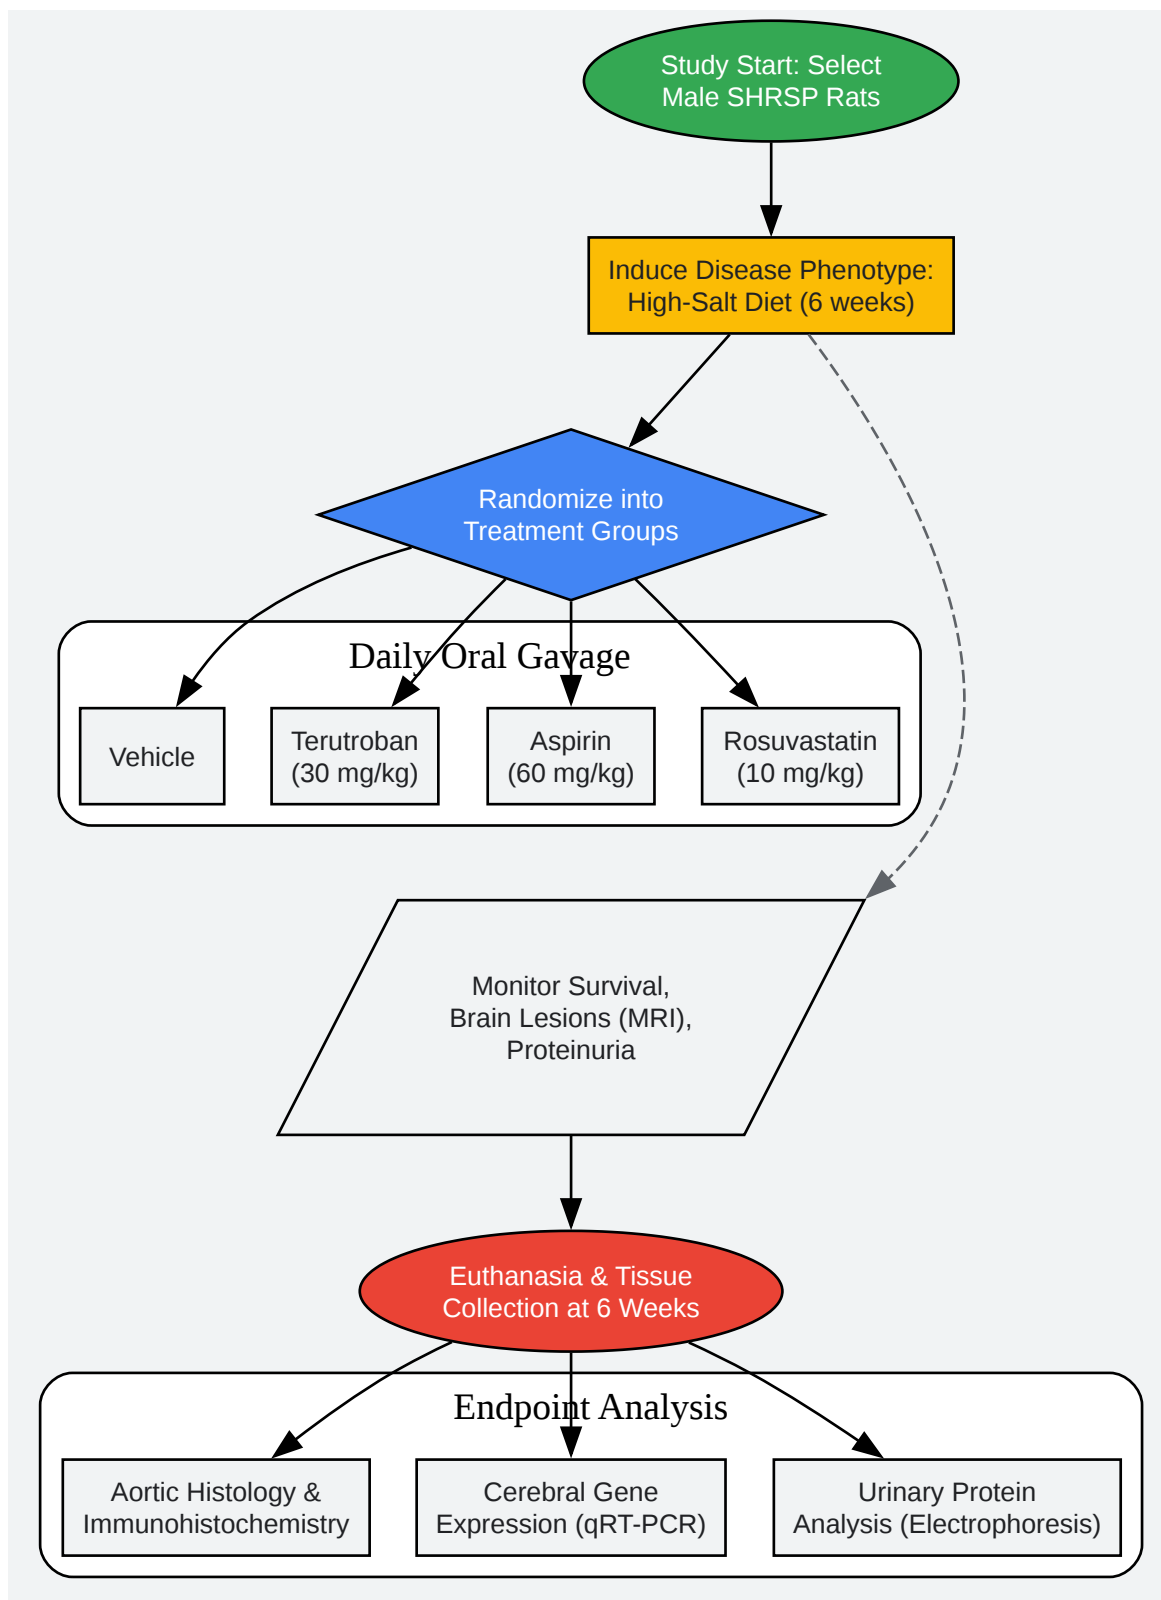 Study Start: Select
Male SHRSP Rats
Induce Disease Phenotype:
High-Salt Diet (6 weeks)
Randomize into
Treatment Groups
Daily Oral Gavage
Vehicle
Terutroban
(30 mg/kg)
Aspirin
(60 mg/kg)
Rosuvastatin
(10 mg/kg)
Monitor Survival,
Brain Lesions (MRI),
Proteinuria
Euthanasia & Tissue
Collection at 6 Weeks
Endpoint Analysis
Aortic Histology &
Immunohistochemistry
Cerebral Gene
Expression (qRT-PCR)
Urinary Protein
Analysis (Electrophoresis)